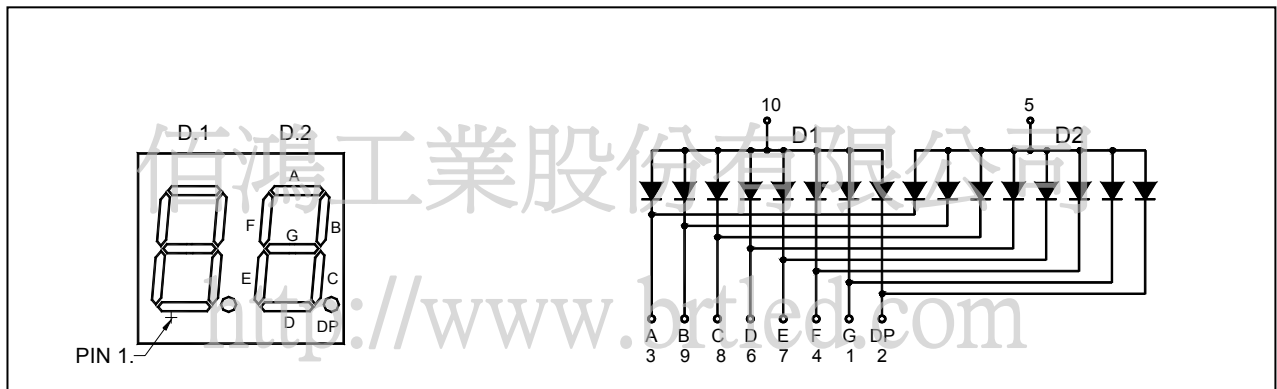 佰鴻工業股份有限公司
http://www.brtled.com
D.1 D.2
A
F B
G
E C
D DP
PIN 1.
10 5
D1 D2
A B C D E F G DP
3 9 8 6 7 4 1 2